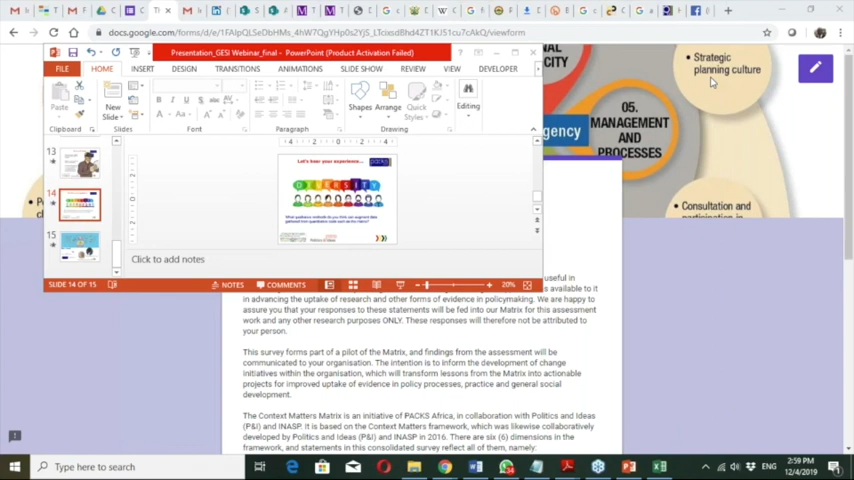 docs.google.com/forms/d/e/1FAIpQLSeDbHMs_4hW7QgYHs0p2YjS_LTcixsdBhd3J51cu7cAkQ/viewform
Presentation_GESI Webinar_final - PowerPoint (Product Activation Failed)
FILE HOME INSERT DESIGN TRANSITIONS ANIMATIONS SLIDE SHOW REVIEW VIEW DEVELOPER
Paste
New
Slide
Shapes
Arrange
Quick
Styles
Editing
Clipboard
Slides
Font
Paragraph
Drawing
13
14
15
Let's hear your experience...
DIVERSITY
Click to add notes
SLIDE 14 OF 15
NOTES
COMMENTS
20%
NAL
CITY
gency
05.
MANAGEMENT
AND
PROCESSES
• Strategic
planning culture
• Consultation and
participation in
useful in
es available to it
in advancing the uptake of research and other forms of evidence in policymaking. We are happy to
assure you that your responses to these statements will be fed into our Matrix for this assessment
work and any other research purposes ONLY. These responses will therefore not be attributed to
your person.
This survey forms part of a pilot of the Matrix, and findings from the assessment will be
communicated to your organisation. The intention is to inform the development of change
initiatives within the organisation, which will transform lessons from the Matrix into actionable
projects for improved uptake of evidence in policy processes, practice and general social
development.
The Context Matters Matrix is an initiative of PACKS Africa, in collaboration with Politics and Ideas
(P&I) and INASP. It is based on the Context Matters framework, which was likewise collaboratively
developed by Politics and Ideas (P&I) and INASP in 2016. There are six (6) dimensions in the
framework, and statements in this consolidated survey reflect all of them, namely:
Type here to search
ENG
2:59 PM
12/4/2019